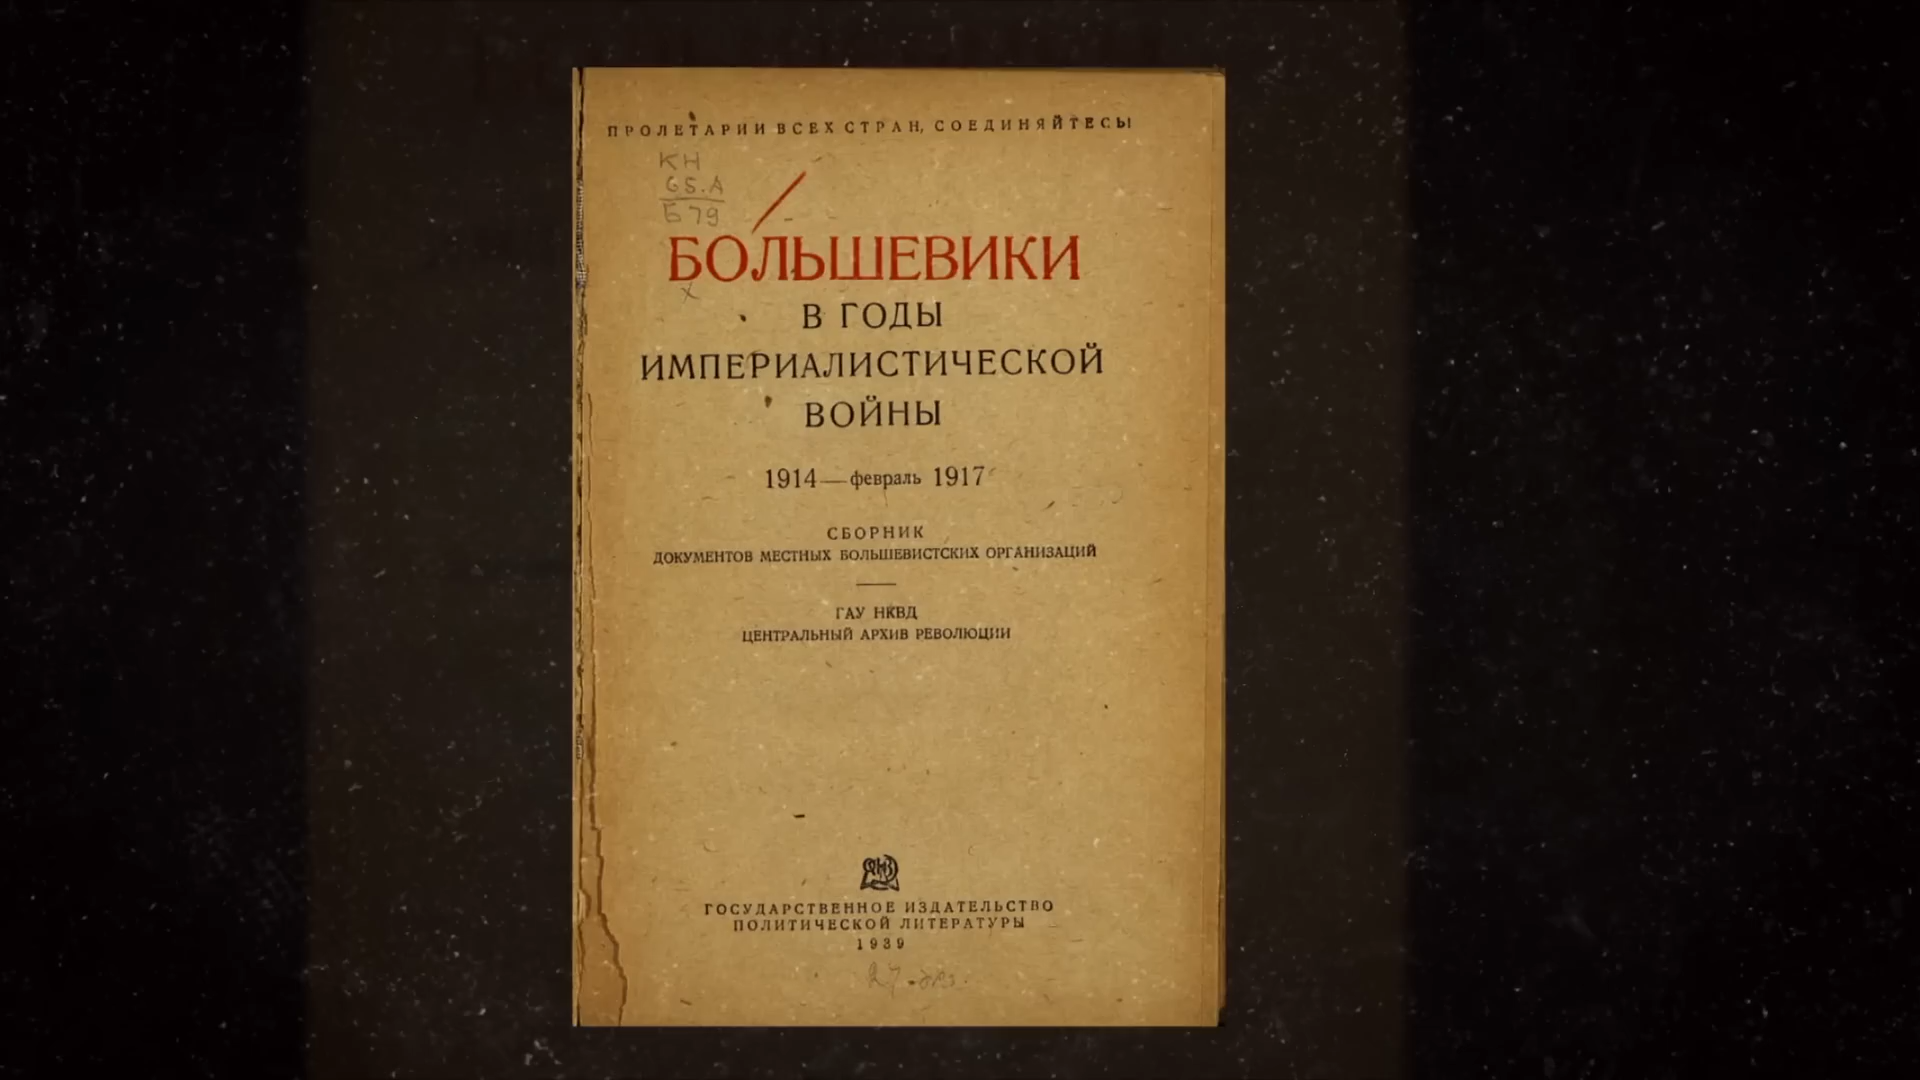 ПРОЛЕТАРИИ ВСЕХ СТРАН, СОЕДИНЯЙТЕСЬ!
КН
65.А
Б79
БОЛЬШЕВИКИ
В ГОДЫ
ИМПЕРИАЛИСТИЧЕСКОЙ
ВОЙНЫ
1914—февраль 1917
СБОРНИК
ДОКУМЕНТОВ МЕСТНЫХ БОЛЬШЕВИСТСКИХ ОРГАНИЗАЦИЙ
ГАУ НКВД
ЦЕНТРАЛЬНЫЙ АРХИВ РЕВОЛЮЦИИ
ГОСУДАРСТВЕННОЕ ИЗДАТЕЛЬСТВО
ПОЛИТИЧЕСКОЙ ЛИТЕРАТУРЫ
1939